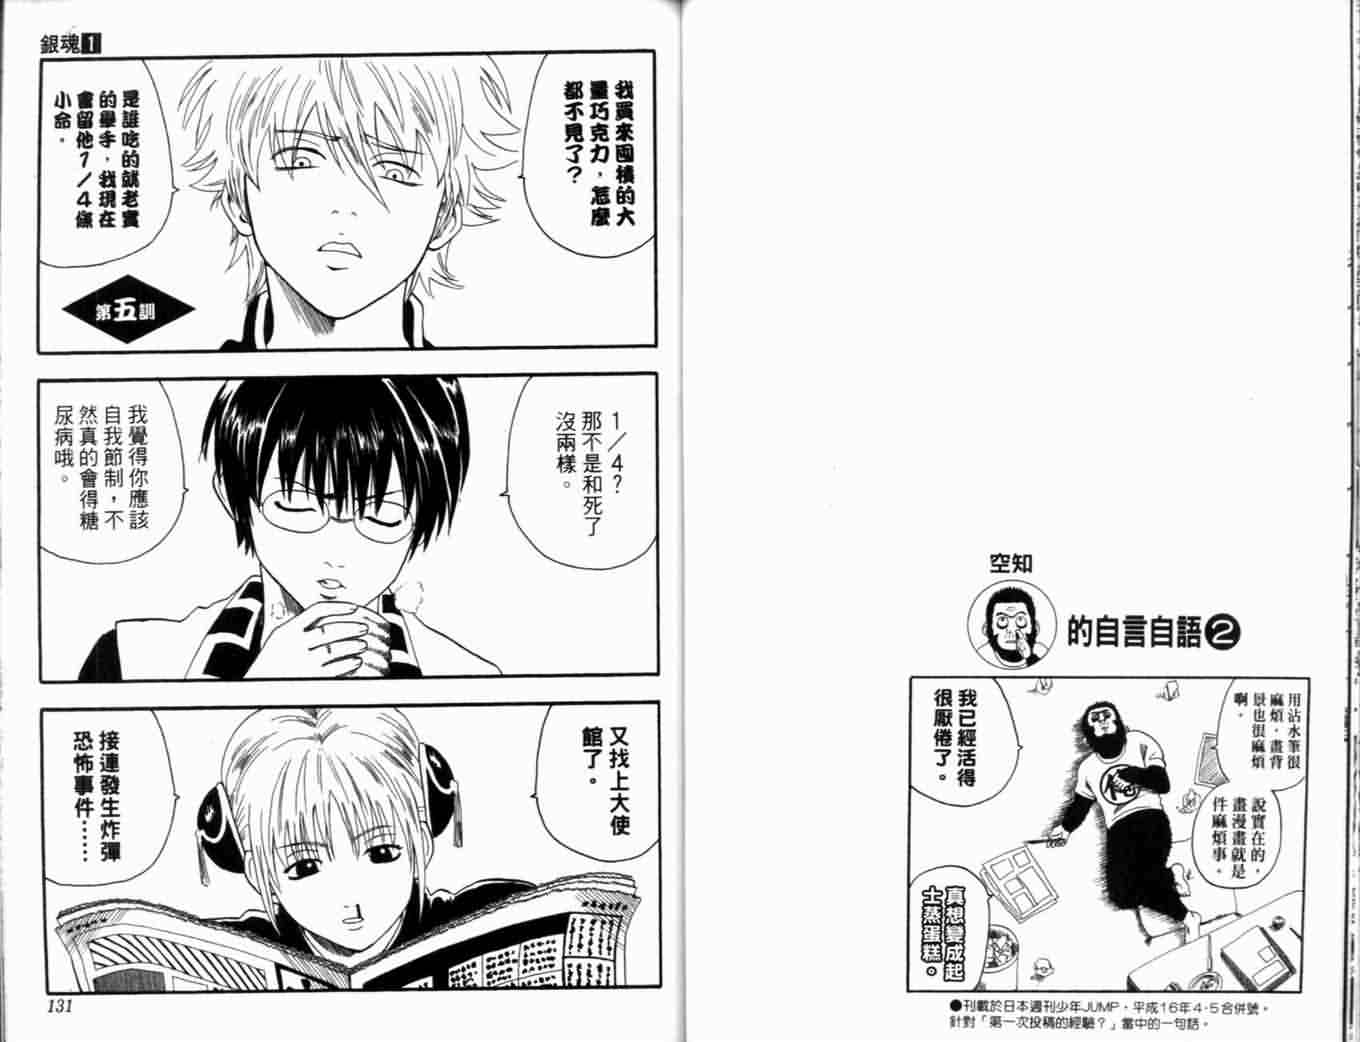 空知
的自言自語2
用沾水筆很
麻煩，畫背
景也很麻煩
啊。
說實在的，
畫漫畫就是
件麻煩事。
我已經活得
很厭倦了。
真想變成起
士蒸蛋糕。
●刊載於日本週刊少年JUMP，平成16年4·5合併號。
針對「第一次投稿的經驗？」當中的一句話。
銀魂1
我買來囤積的大
量巧克力，怎麼
都不見了？
是誰吃的就老實
的舉手，我現在
會留他1/4條
小命。
第五訓
1/4？
那不是和死了
沒兩樣。
我覺得你應該
自我節制，不
然真的會得糖
尿病哦。
又找上大使
館了。
接連發生炸彈
恐怖事件……
131